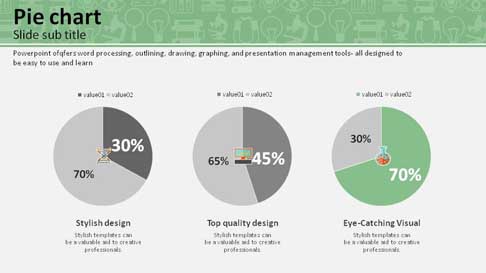 Pie chart
Slide sub title
Powerpoint ofqfers word processing, outlining, drawing, graphing, and presentation management tools- all designed to
be easy to use and learn
value01 value02
30%
70%
Stylish design
Stylish templates can
be a valuable aid to creative
professionals.
value01 value02
65%
45%
Top quality design
Stylish templates can
be a valuable aid to creative
professionals.
value01 value02
30%
70%
Eye-Catching Visual
Stylish templates can
be a valuable aid to creative
professionals.